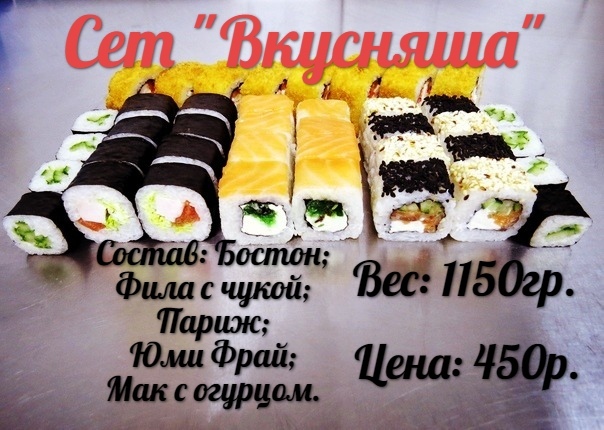 Сет "Вкусняша"
Состав: Бостон;
Фила с чукой;
Париж;
Юми Фрай;
Мак с огурцом.
Вес: 1150гр.
Цена: 450р.